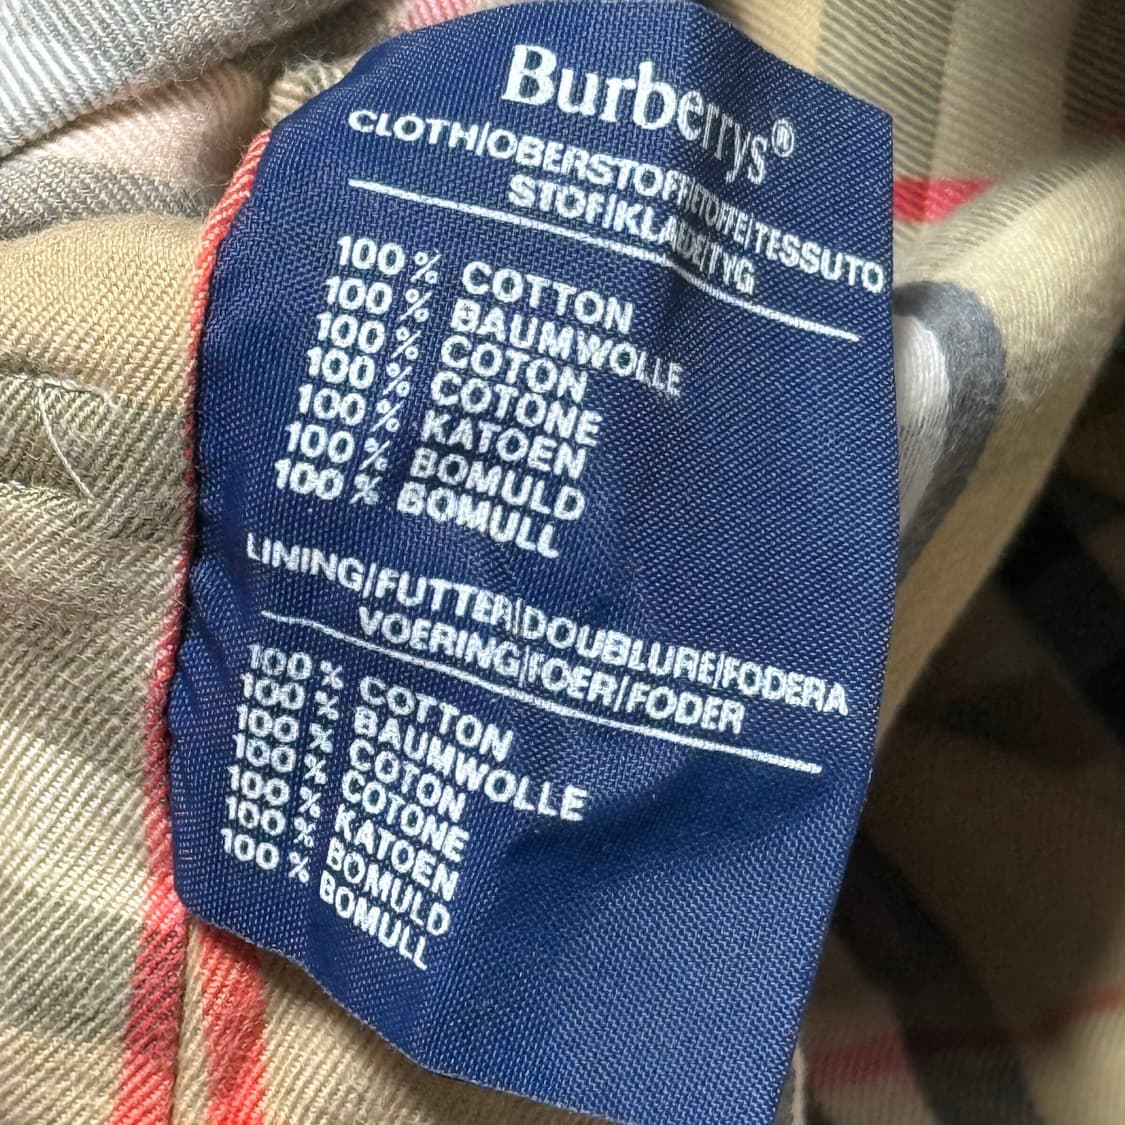 Burberrys®
CLOTH|OBERSTOFF|ETOFFE|TESSUTO
STOF|KLAEDE|TYG
100 % COTTON
100 % BAUMWOLLE
100 % COTON
100 % COTONE
100 % KATOEN
100 % BOMULD
100 % BOMULL
LINING|FUTTER|DOUBLURE|FODERA
VOERING|FOER|FODER
100 % COTTON
100 % BAUMWOLLE
100 % COTON
100 % COTONE
100 % KATOEN
100 % BOMULD
100 % BOMULL